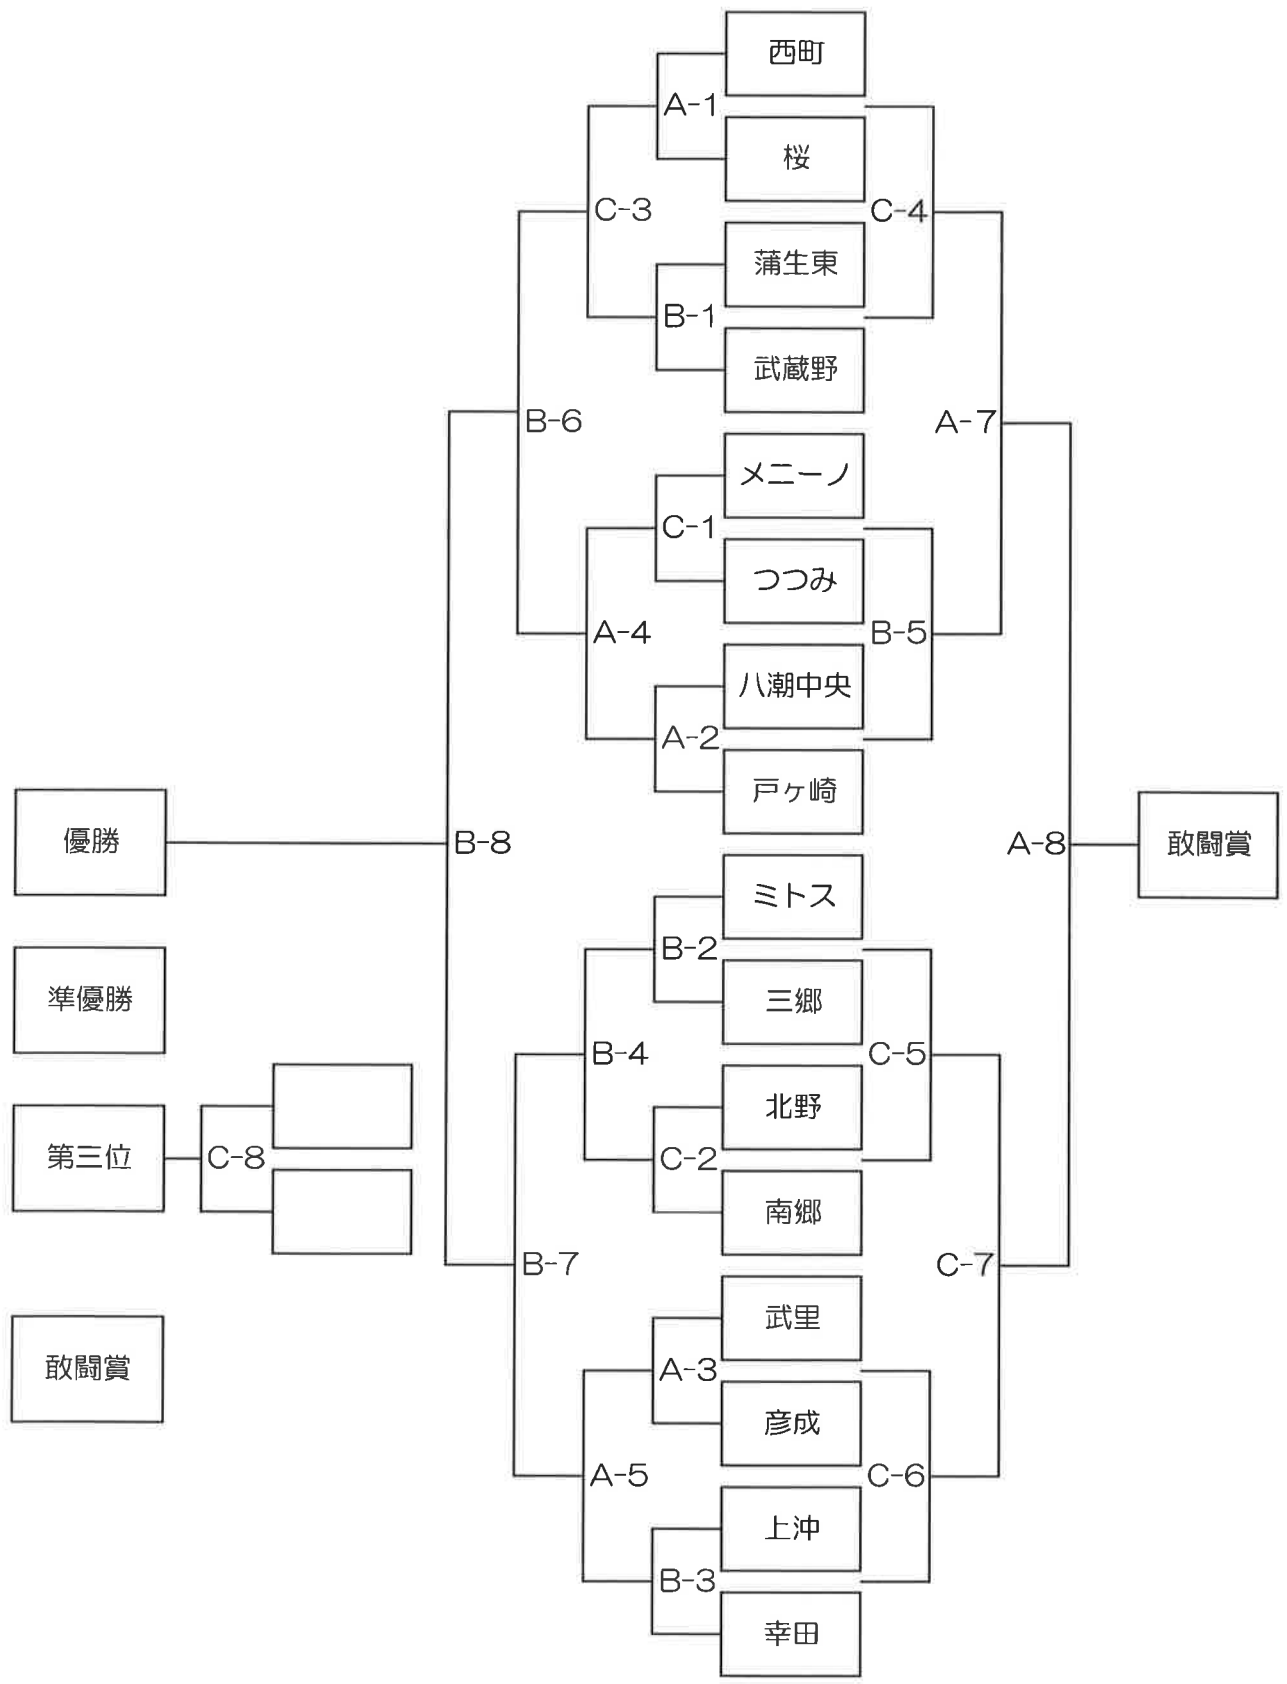 西町
A-1
桜
C-3
C-4
蒲生東
B-1
武蔵野
B-6
A-7
メニーノ
C-1
つつみ
A-4
B-5
八潮中央
A-2
戸ヶ崎
優勝
B-8
A-8
敢闘賞
ミトス
B-2
三郷
準優勝
B-4
C-5
北野
第三位
C-8
C-2
南郷
B-7
C-7
武里
A-3
敢闘賞
彦成
A-5
C-6
上沖
B-3
幸田